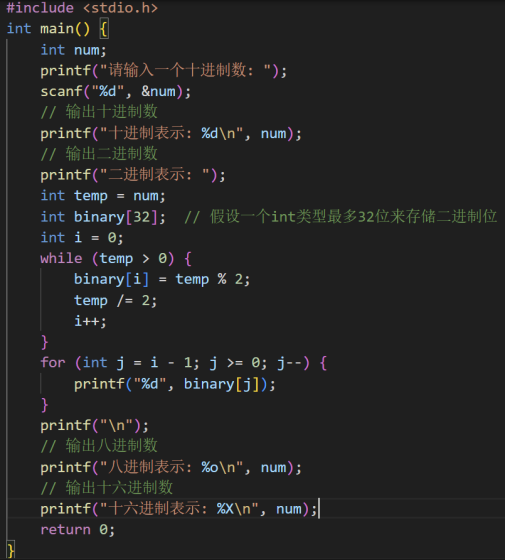 #include <stdio.h>
int main() {
    int num;
    printf("请输入一个十进制数: ");
    scanf("%d", &num);
    // 输出十进制数
    printf("十进制表示: %d\n", num);
    // 输出二进制数
    printf("二进制表示: ");
    int temp = num;
    int binary[32];  // 假设一个int类型最多32位来存储二进制位
    int i = 0;
    while (temp > 0) {
        binary[i] = temp % 2;
        temp /= 2;
        i++;
    }
    for (int j = i - 1; j >= 0; j--) {
        printf("%d", binary[j]);
    }
    printf("\n");
    // 输出八进制数
    printf("八进制表示: %o\n", num);
    // 输出十六进制数
    printf("十六进制表示: %X\n", num);
    return 0;
}